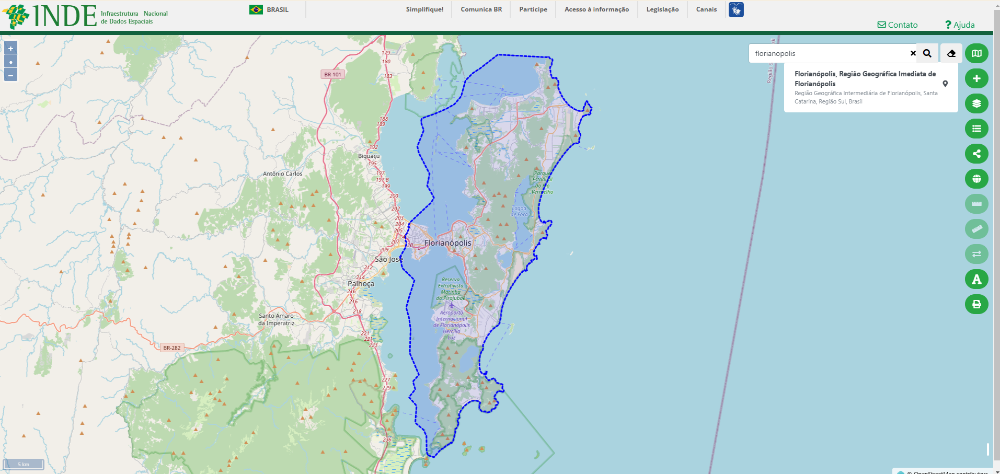 INDE
Infraestrutura Nacional
de Dados Espaciais
BRASIL
Simplifique!
Comunica BR
Participe
Acesso à informação
Legislação
Canais
Contato
? Ajuda
+
−
florianopolis
Florianópolis, Região Geográfica Imediata de
Florianópolis
Região Geográfica Intermediária de Florianópolis, Santa
Catarina, Região Sul, Brasil
A
179
180
BR-101
183
188
189
192
Biguaçu
195
Antônio Carlos
197
197 B
199
200
202
203
204
205
207
209
3B
2
1
Florianópolis
São José
212
214
Palhoça
216
216
218
Santo Amaro
da Imperatriz
221
221
223
BR-282
227
229
236
Parque
Estadual
do Rio
Vermelho
Lagoa
de Fora
Reserva
Extrativista
Marinha
do Pirajubaé
Aeroporto
Internacional
de Florianópolis
Hercílio
Luz
5 km
© OpenStreetMap contributors